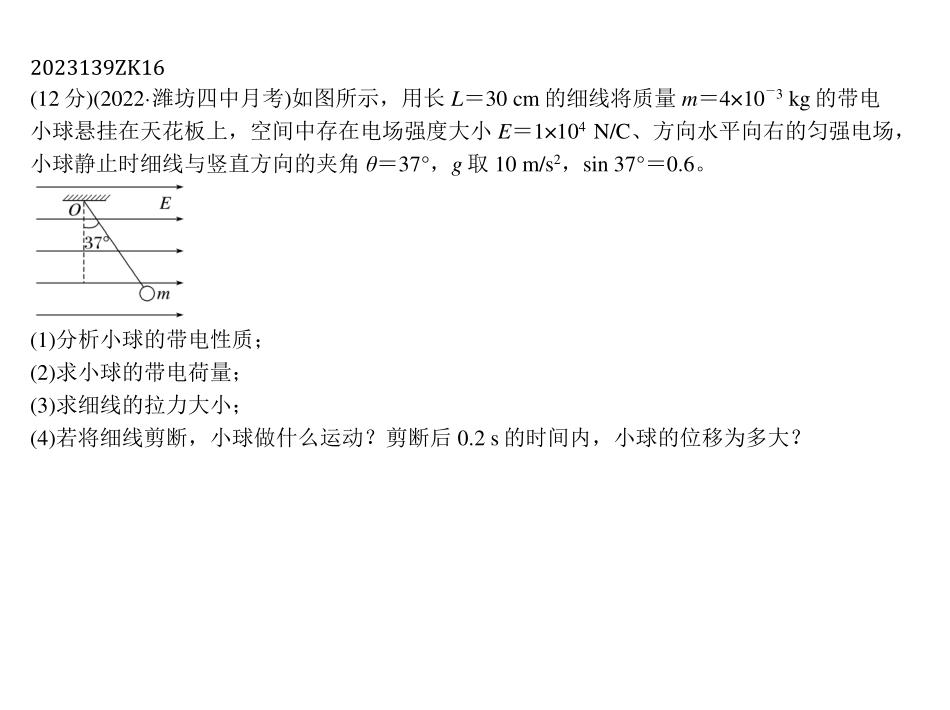 2023139ZK16
(12 分)(2022·潍坊四中月考)如图所示，用长 L＝30 cm 的细线将质量 m＝4×10⁻³ kg 的带电
小球悬挂在天花板上，空间中存在电场强度大小 E＝1×10⁴ N/C、方向水平向右的匀强电场，
小球静止时细线与竖直方向的夹角 θ＝37°，g 取 10 m/s²，sin 37°＝0.6。
O E
37°
m
(1)分析小球的带电性质；
(2)求小球的带电荷量；
(3)求细线的拉力大小；
(4)若将细线剪断，小球做什么运动？剪断后 0.2 s 的时间内，小球的位移为多大？